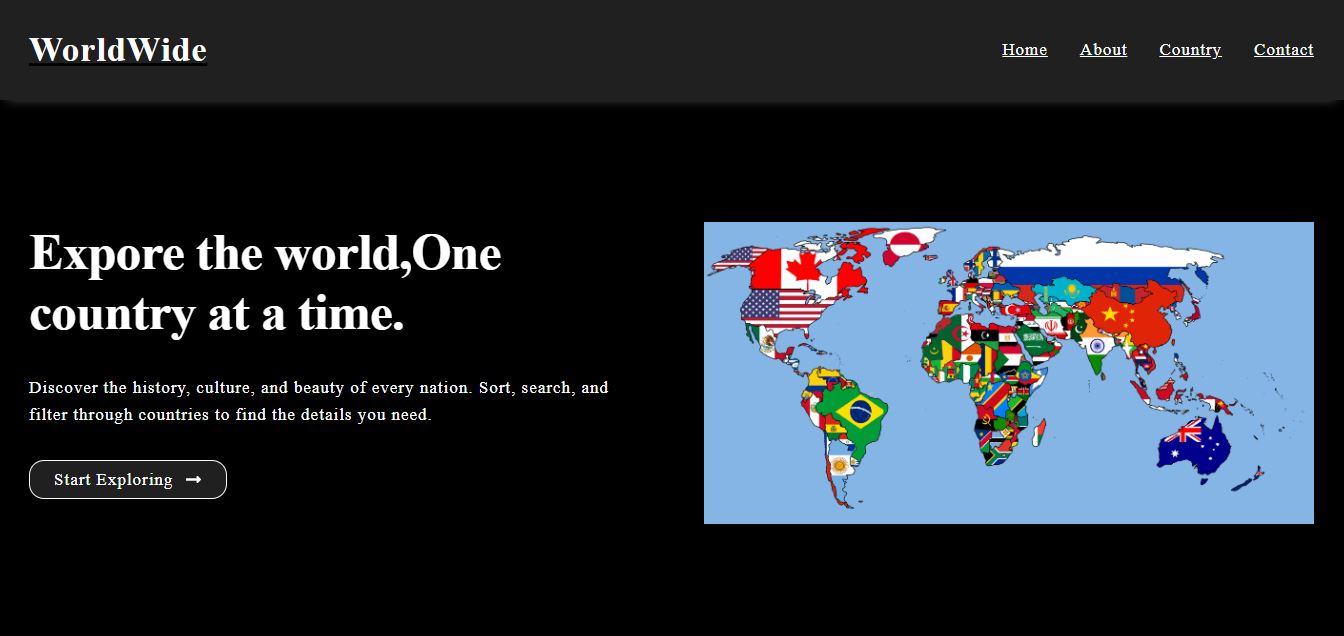 WorldWide
Home About Country Contact
Expore the world,One
country at a time.
Discover the history, culture, and beauty of every nation. Sort, search, and
filter through countries to find the details you need.
Start Exploring